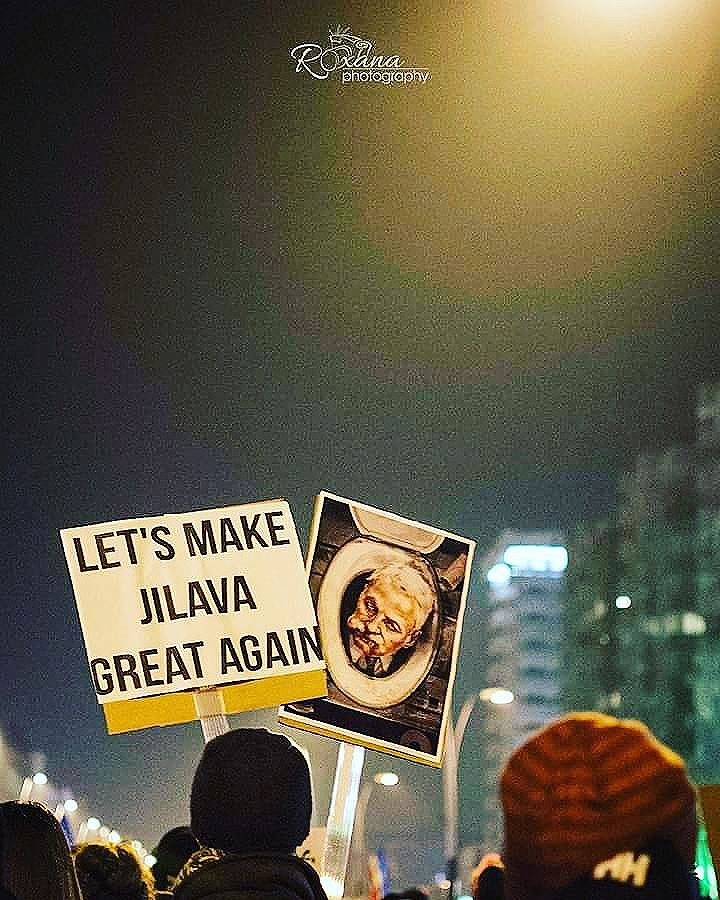 Roxana
photography
LET'S MAKE
JILAVA
GREAT AGAIN
HH